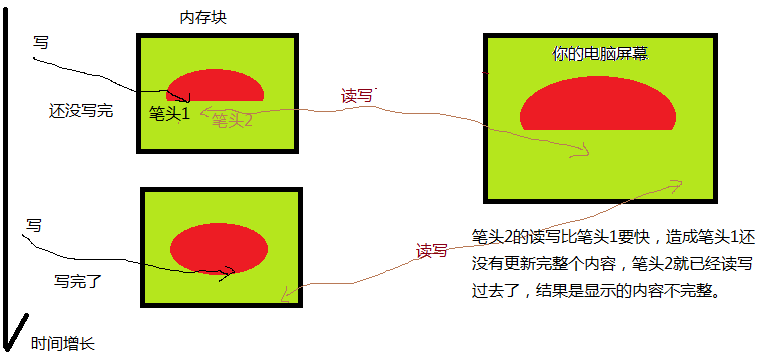 内存块
写
你的电脑屏幕
还没写完
笔头1
笔头2
读写
写
写完了
读写
笔头2的读写比笔头1要快，造成笔头1还
没有更新完整个内容，笔头2就已经读写
过去了，结果是显示的内容不完整。
时间增长